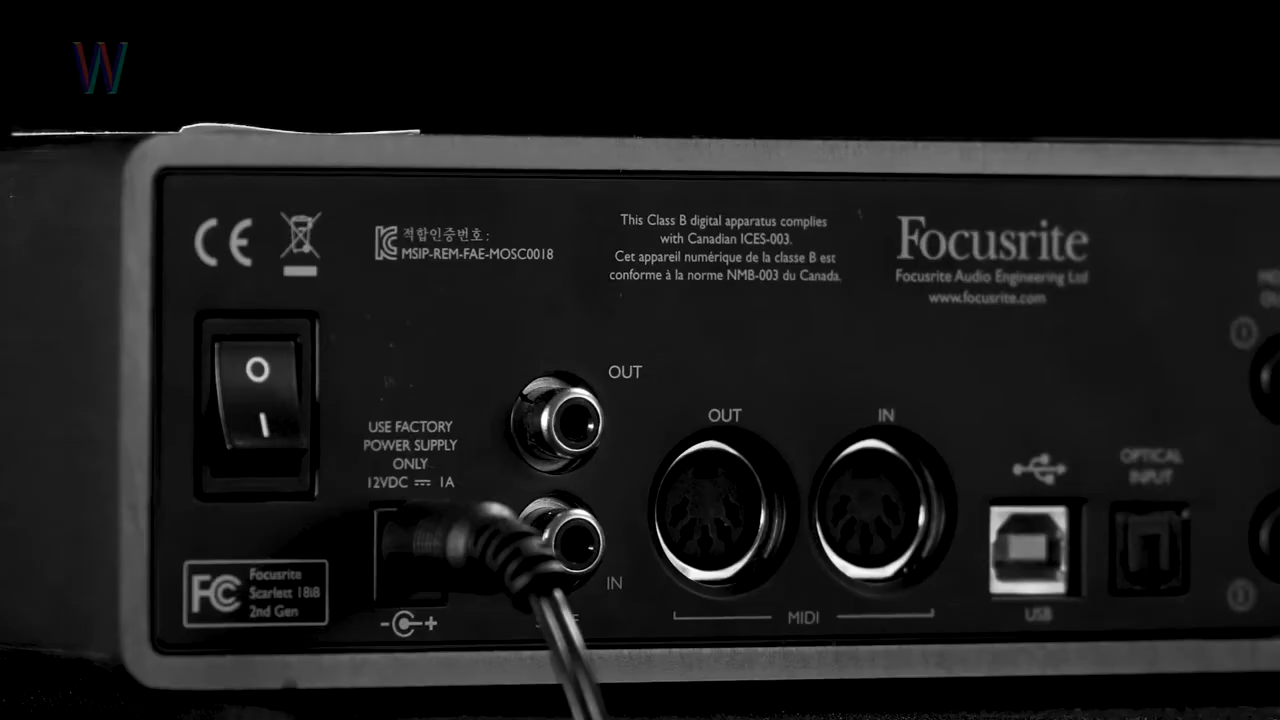 W
CE
적합인증번호 :
MSIP-REM-FAE-MOSC0018
This Class B digital apparatus complies
with Canadian ICES-003.
Cet appareil numérique de la classe B est
conforme à la norme NMB-003 du Canada.
Focusrite
Focusrite Audio Engineering Ltd
www.focusrite.com
O
I
USE FACTORY
POWER SUPPLY
ONLY
12VDC ⎓ 1A
OUT
IN
OUT
IN
MIDI
USB
OPTICAL
INPUT
FC
Focusrite
Scarlett 18i8
2nd Gen
- +